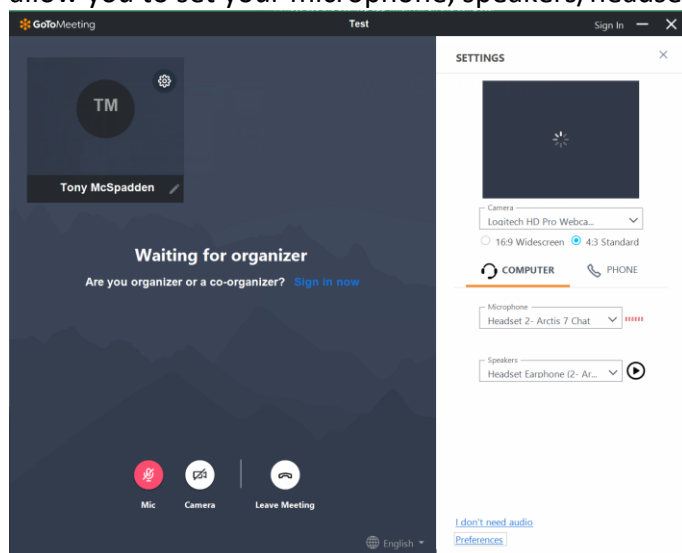 allow you to set your microphone, speakers/headse
GoToMeeting
Test
Sign In
TM
Tony McSpadden
Waiting for organizer
Are you organizer or a co-organizer? Sign in now
Mic
Camera
Leave Meeting
English
SETTINGS
Camera
Logitech HD Pro Webca...
16:9 Widescreen
4:3 Standard
COMPUTER
PHONE
Microphone
Headset 2- Arctis 7 Chat
Speakers
Headset Earphone (2- Ar...
I don't need audio
Preferences